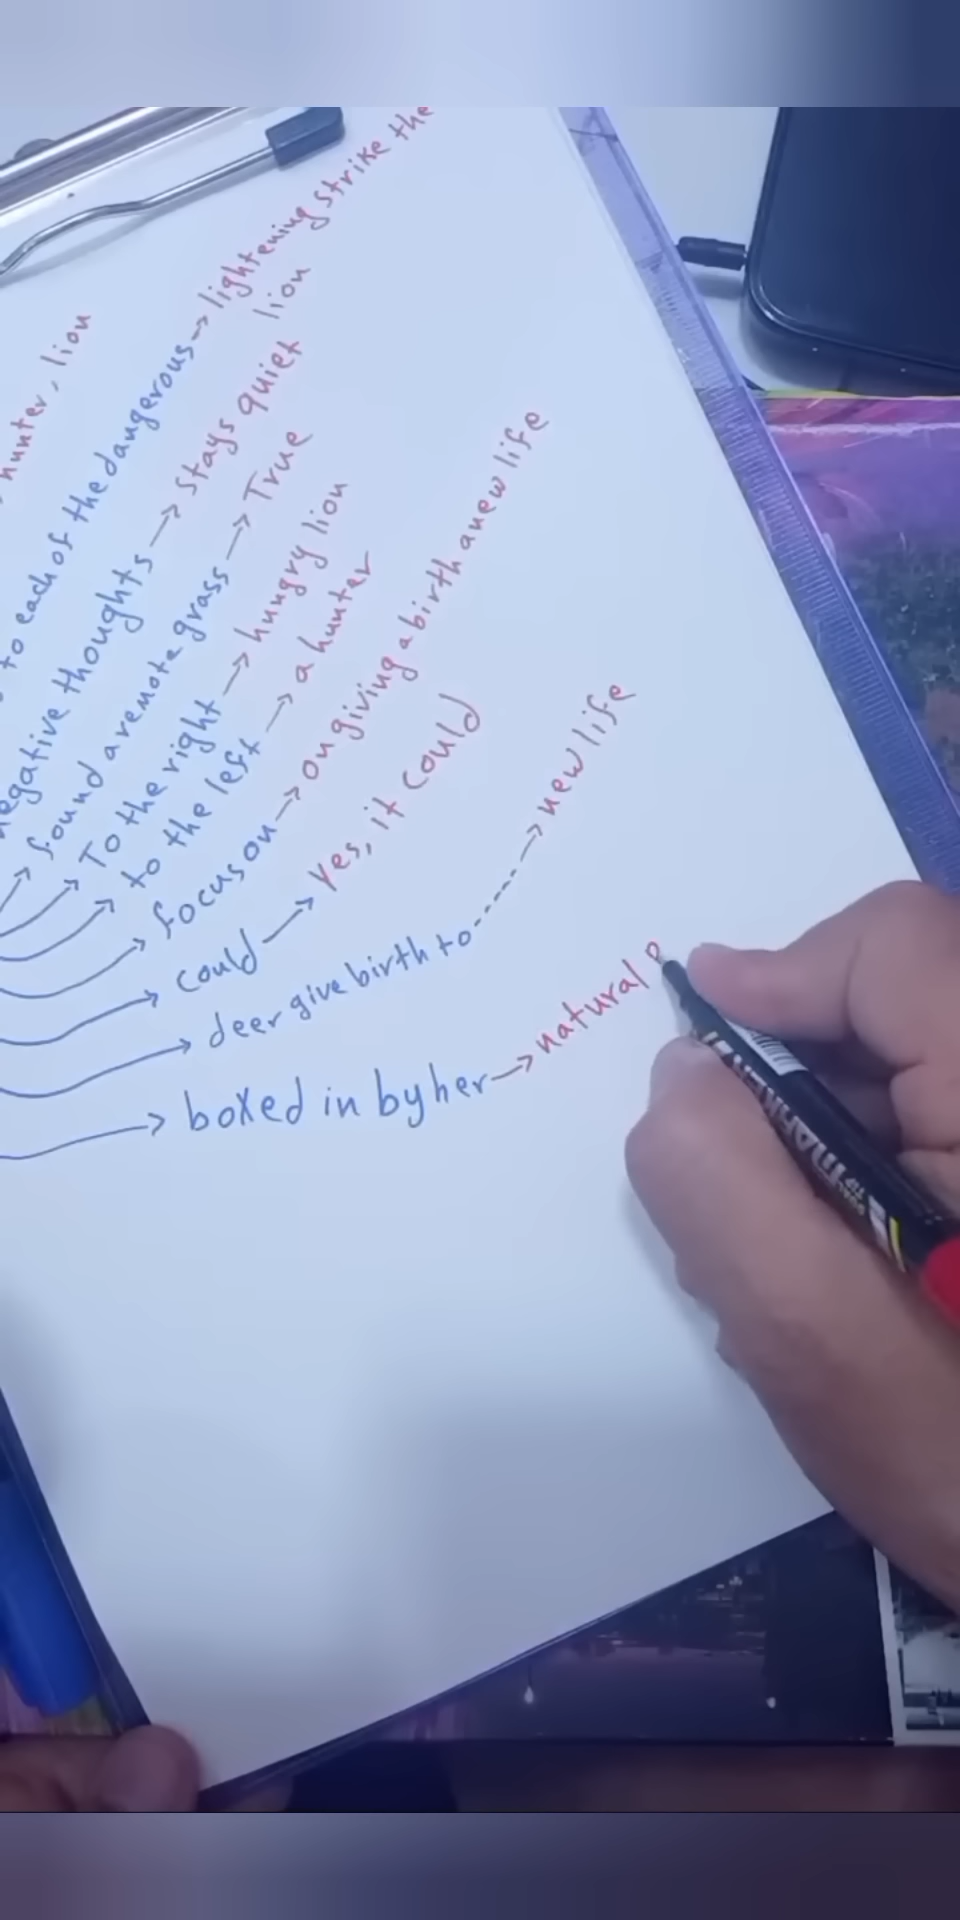 hunter, lion
to each of the dangerous → lightening strike the
lion
negative thoughts → stays quiet
found a remote grass → True
To the right → hungry lion
to the left → a hunter
focus on → on giving a birth a new life
could → yes, it could
deer give birth to -----→ new life
boxed in by her → natural
MARKER